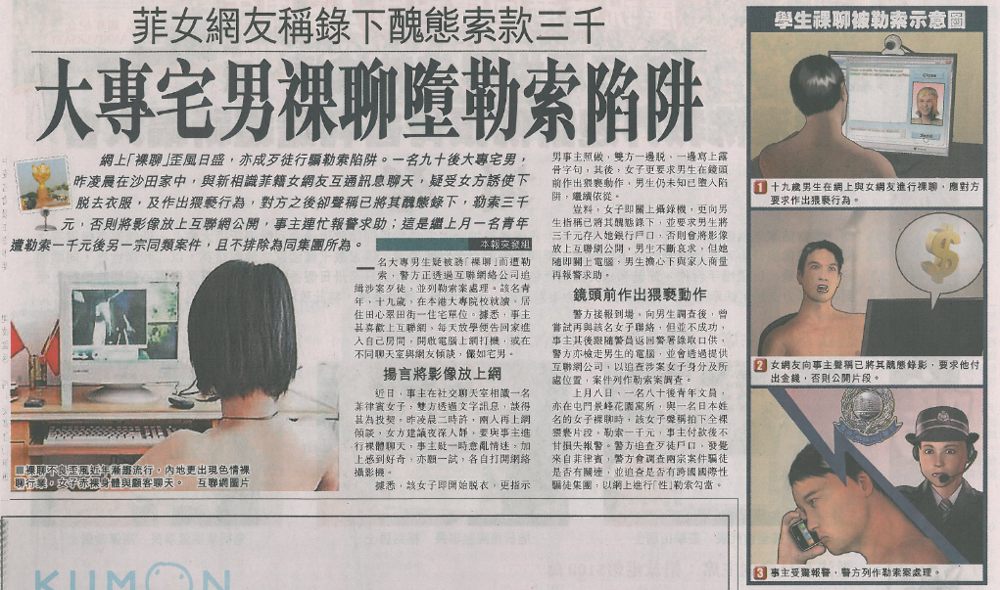 菲女網友稱錄下醜態索款三千
大專宅男裸聊墮勒索陷阱
網上「裸聊」歪風日盛，亦成歹徒行騙勒索陷阱。一名九十後大專宅男，
昨凌晨在沙田家中，與新相識菲籍女網友互通訊息聊天，疑受女方誘使下
脫去衣服，及作出猥褻行為，對方之後卻聲稱已將其醜態錄下，勒索三千
元，否則將影像放上互聯網公開，事主連忙報警求助；這是繼上月一名青年
遭勒索一千元後另一宗同類案件，且不排除為同集團所為。
本報突發組
一名大專男生疑被誘「裸聊」而遭勒
索，警方正透過互聯網絡公司追
緝涉案歹徒，並列勒索案處理。該名青
年，十九歲，在本港大專院校就讀，居
住田心翠田街一住宅單位。據悉，事主
甚喜歡上互聯網，每天放學便告回家進
入自己房間，開啟電腦上網打機，或在
不同聊天室與網友傾談，儼如宅男。
揚言將影像放上網
近日，事主在社交聊天室相識一名
菲律賓女子，雙方透過文字訊息，談得
甚為投契。昨凌晨二時許，兩人再上網
傾談，女方建議夜深人靜，要與事主進
行裸體聊天，事主疑一時意亂情迷，加
上感到好奇，亦願一試，各自打開網絡
攝影機。
據悉，該女子即開始脫衣，更指示
男事主照做，雙方一邊脫，一邊寫上露
骨字句，其後，女子更要求男生在鏡頭
前作出猥褻動作，男生仍未知已墮入陷
阱，繼續依從。
豈料，女子即關上攝錄機，更向男
生指稱已將其醜態錄下，並要求男生將
三千元存入她銀行戶口，否則會將影像
放上互聯網公開，男生不斷哀求，但她
隨即關上電腦，男生擔心下與家人商量
再報警求助。
鏡頭前作出猥褻動作
警方接報到場，向男生調查後，曾
嘗試再與該名女子聯絡，但並不成功，
事主其後跟隨警員返回警署錄取口供，
警方亦檢走男生的電腦，並會透過提供
互聯網公司，以追查涉案女子身分及所
處位置，案件列作勒索案調查。
上月八日，一名八十後青年文員，
亦在屯門景峰花園寓所，與一名日本姓
名的女子裸聊時，該女子聲稱拍下全裸
猥褻片段，勒索一千元，事主付款後不
甘損失報警。警方追查歹徒戶口，發覺
來自菲律賓，警方會調查兩宗案件騙徒
是否有關連，並追查是否有跨國國際性
騙徒集團，以網上進行「性」勒索勾當。
■裸聊不良歪風近年漸趨流行，內地更出現色情裸
聊行業，女子赤裸身體與顧客聊天。 互聯網圖片
學生裸聊被勒索示意圖
1 十九歲男生在網上與女網友進行裸聊，應對方
要求作出猥褻行為。
2 女網友向事主聲稱已將其醜態錄影，要求他付
出金錢，否則公開片段。
3 事主受驚報警，警方列作勒索案處理。
KUMON